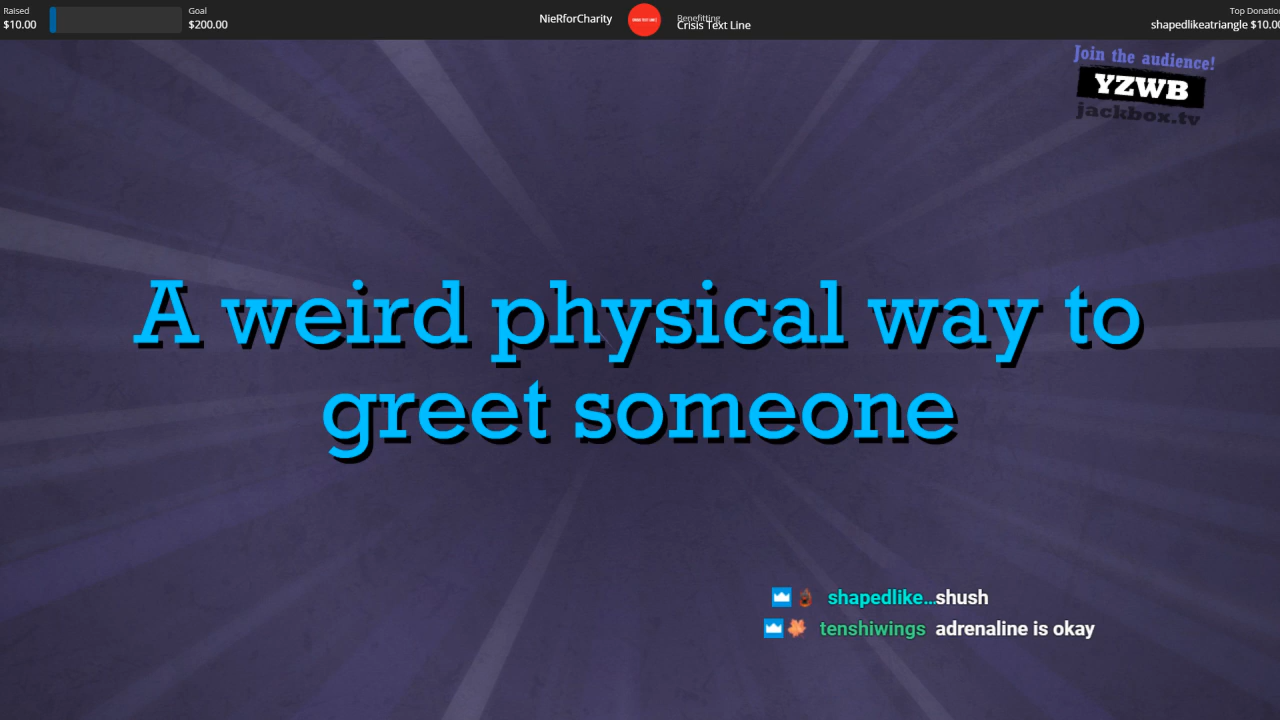 Raised
$10.00
Goal
$200.00
NieRforCharity
Benefitting
Crisis Text Line
Top Donatio
shapedlikeatriangle $10.00
Join the audience!
YZWB
jackbox.tv
A weird physical way to
greet someone
shapedlike…shush
tenshiwings adrenaline is okay